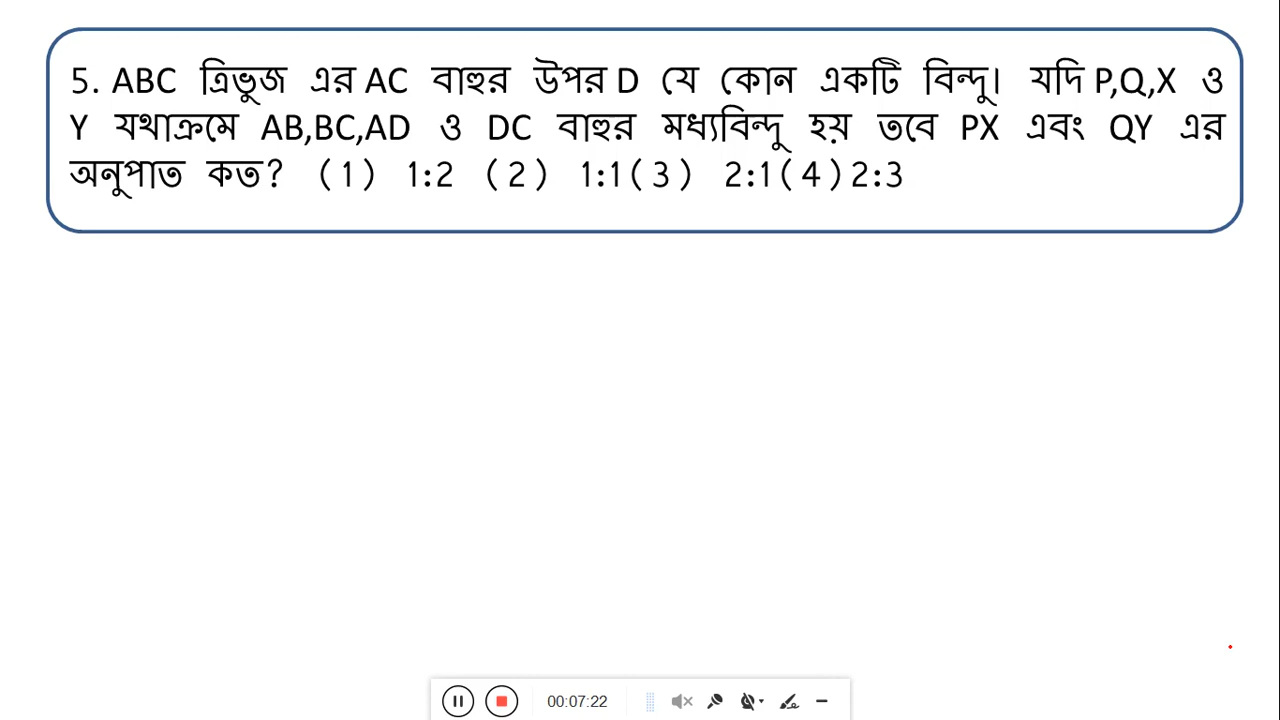 5. ABC ত্রিভুজ এর AC বাহুর উপর D যে কোন একটি বিন্দু। যদি P,Q,X ও
Y যথাক্রমে AB,BC,AD ও DC বাহুর মধ্যবিন্দু হয় তবে PX এবং QY এর
অনুপাত কত? (1) 1:2 (2) 1:1(3) 2:1(4)2:3
00:07:22